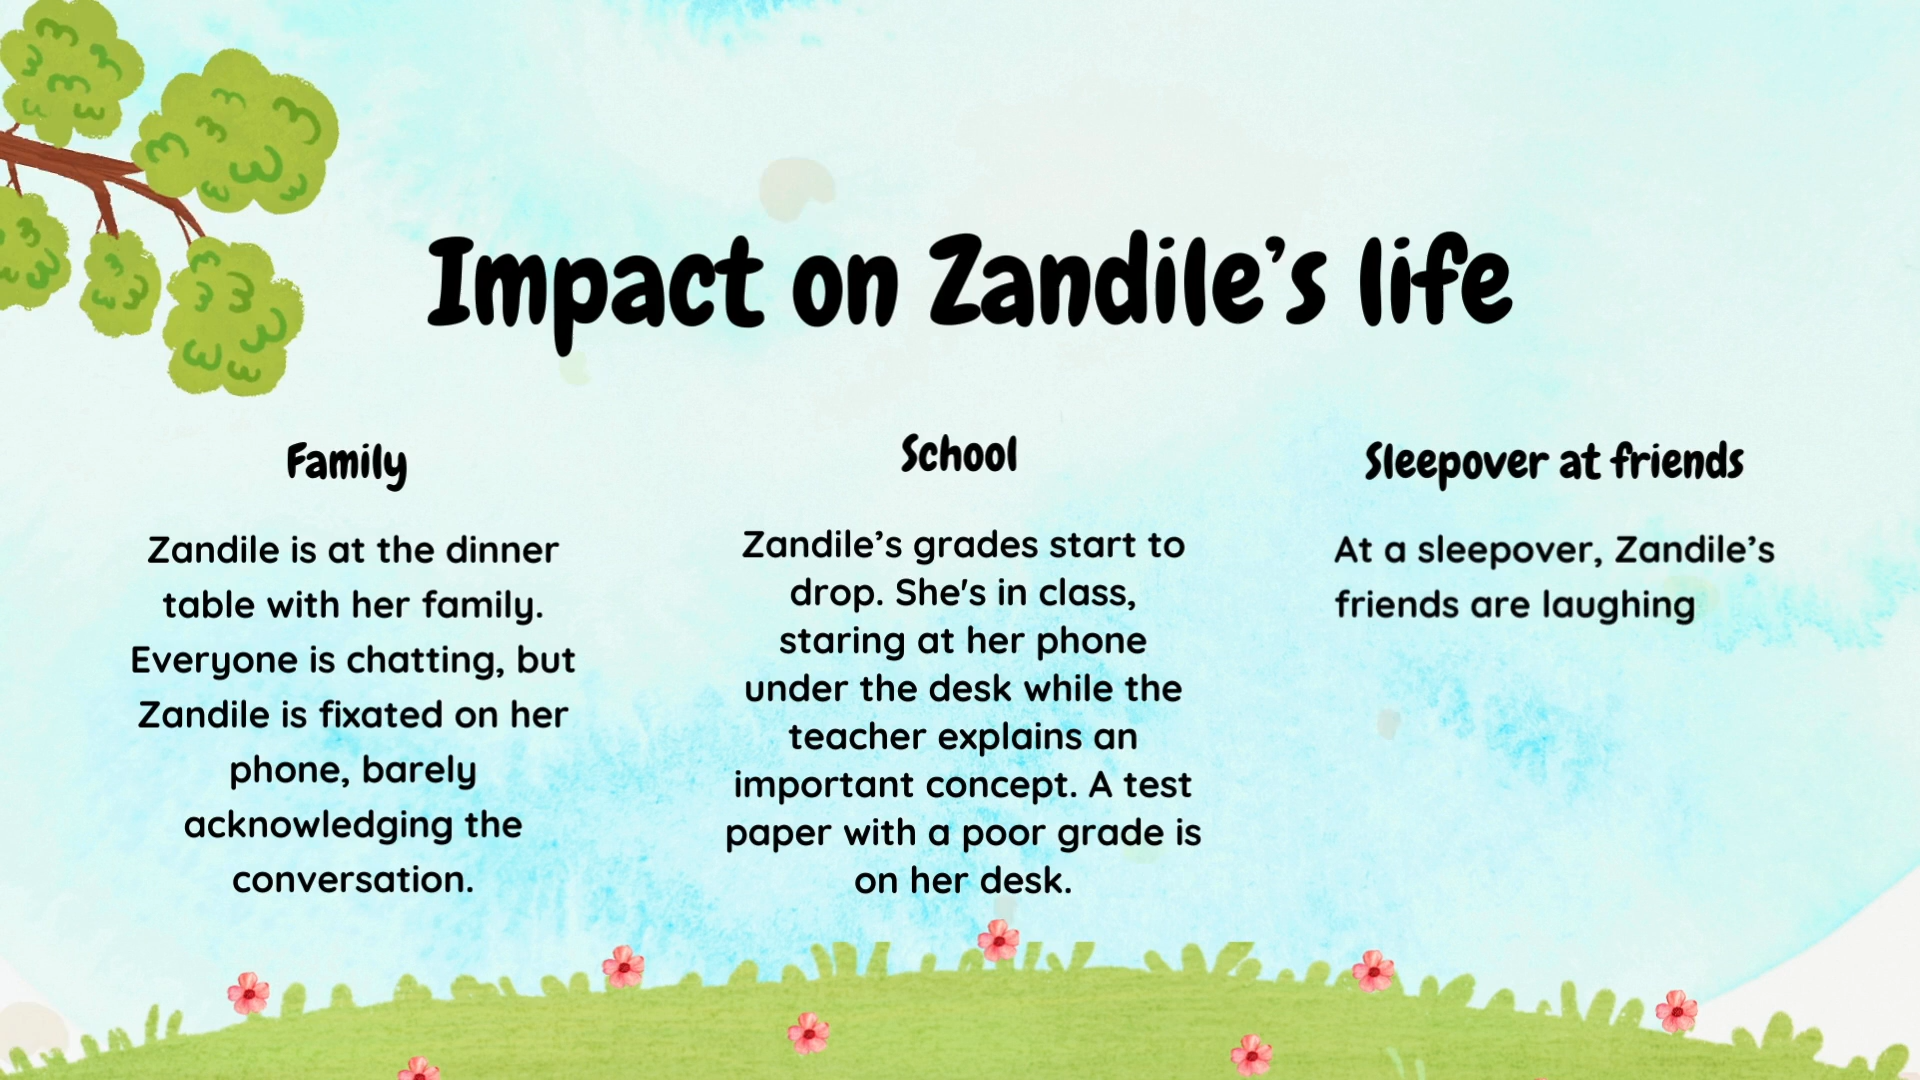 Impact on Zandile’s life
Family
Zandile is at the dinner
table with her family.
Everyone is chatting, but
Zandile is fixated on her
phone, barely
acknowledging the
conversation.
School
Zandile’s grades start to
drop. She's in class,
staring at her phone
under the desk while the
teacher explains an
important concept. A test
paper with a poor grade is
on her desk.
Sleepover at friends
At a sleepover, Zandile’s
friends are laughing